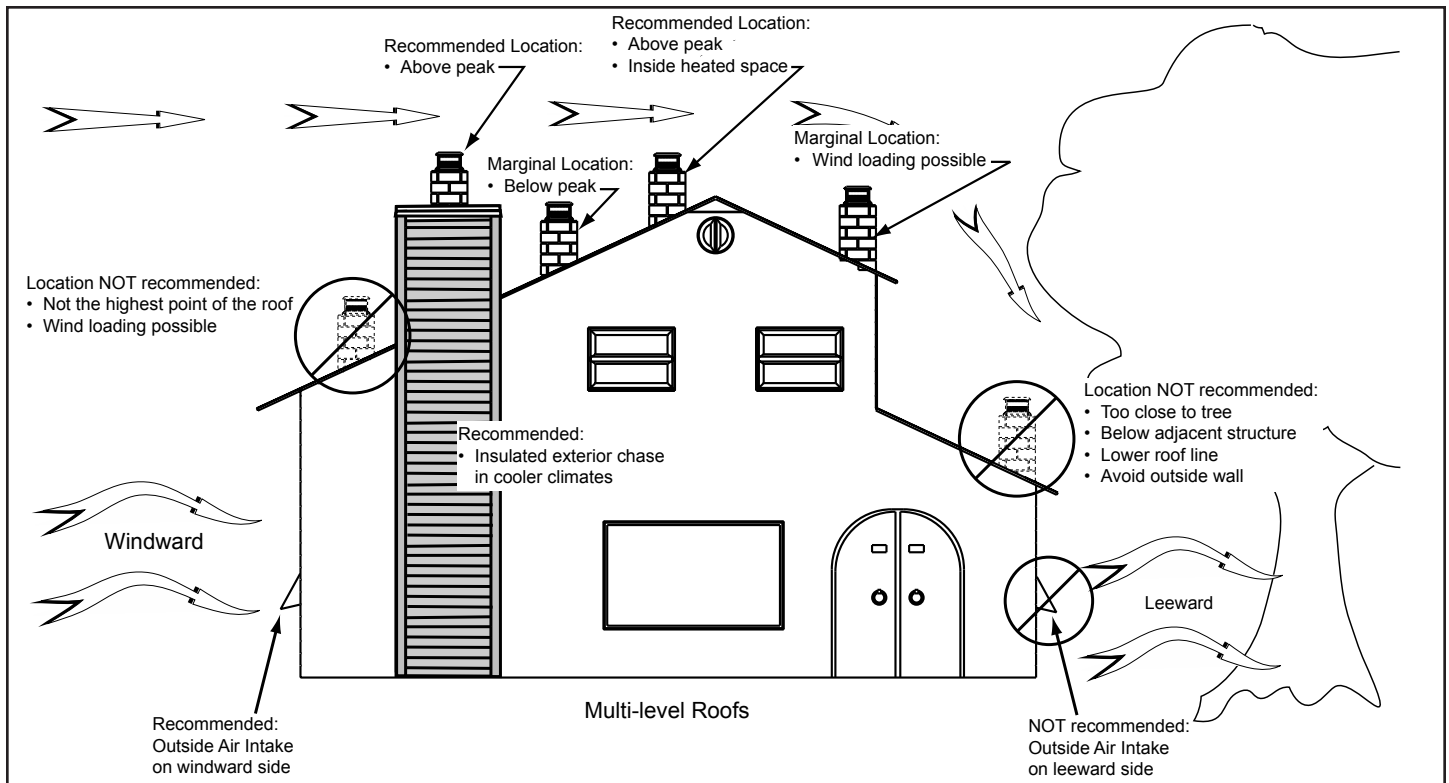 Recommended Location:
• Above peak
Recommended Location:
• Above peak
• Inside heated space
Marginal Location:
• Below peak
Marginal Location:
• Wind loading possible
Location NOT recommended:
• Not the highest point of the roof
• Wind loading possible
Location NOT recommended:
• Too close to tree
• Below adjacent structure
• Lower roof line
• Avoid outside wall
Recommended:
• Insulated exterior chase
in cooler climates
Windward
Leeward
Recommended:
Outside Air Intake
on windward side
Multi-level Roofs
NOT recommended:
Outside Air Intake
on leeward side